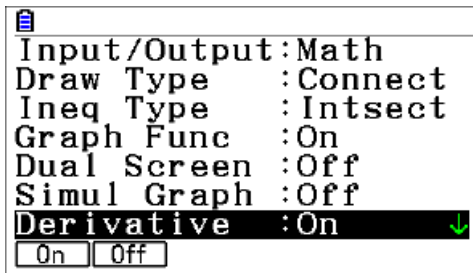 Input/Output:Math
Draw Type :Connect
Ineq Type :Intsect
Graph Func :On
Dual Screen :Off
Simul Graph :Off
Derivative :On ↓
On Off